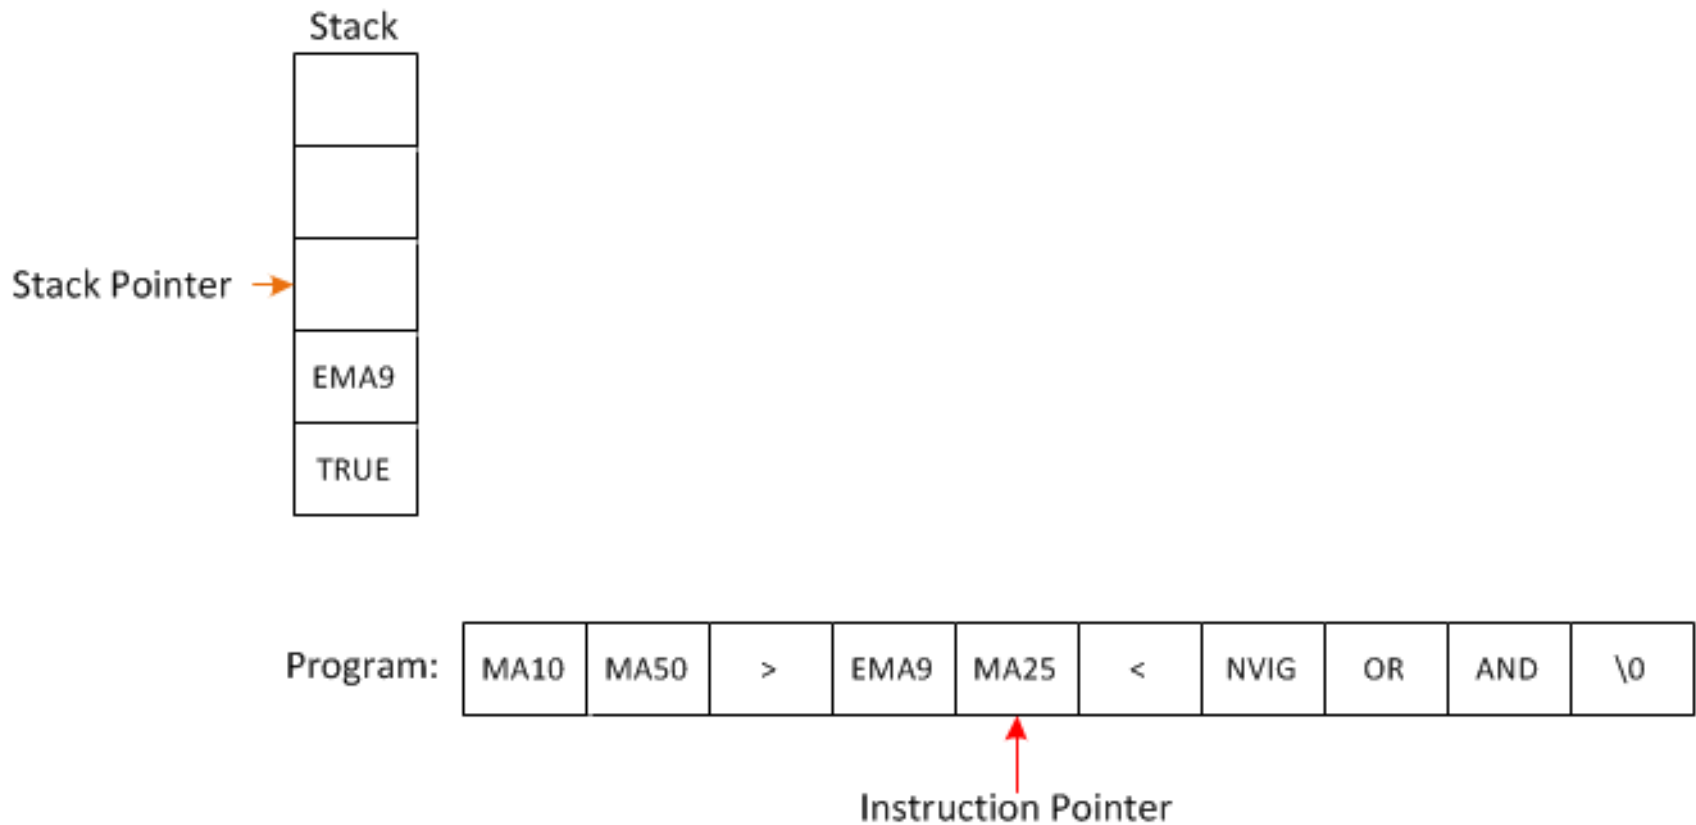 Stack
Stack Pointer
EMA9
TRUE
Program: MA10 MA50 > EMA9 MA25 < NVIG OR AND \0
Instruction Pointer